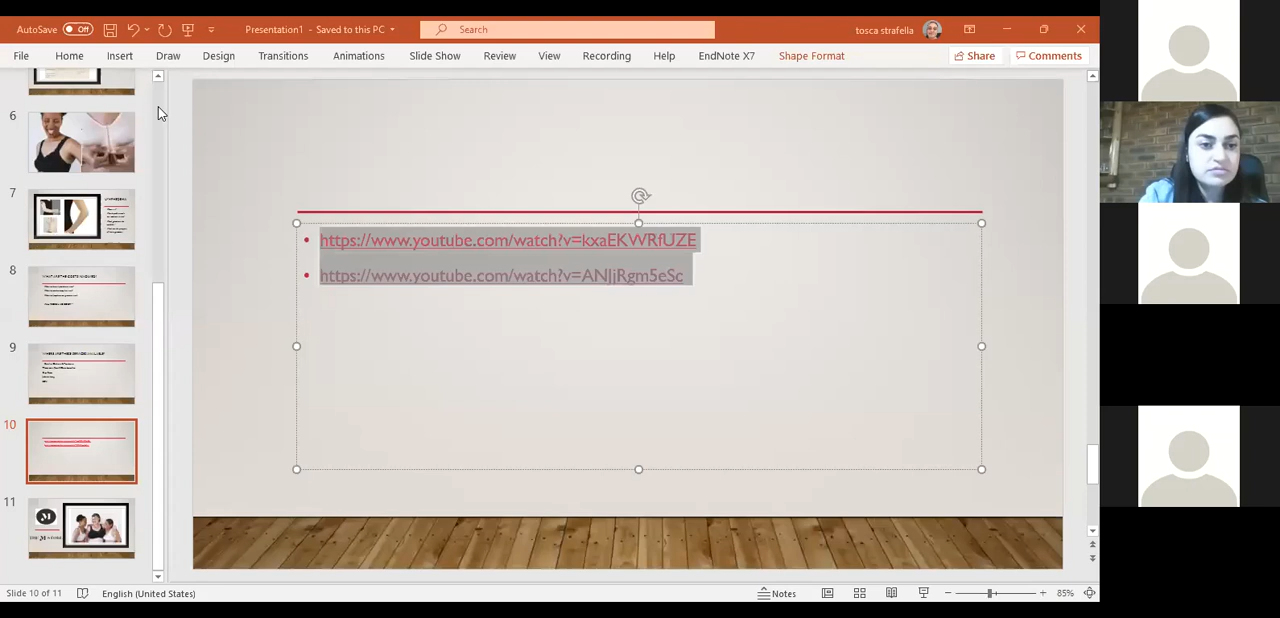 AutoSave Off Presentation1 - Saved to this PC Search tosca strafella
File Home Insert Draw Design Transitions Animations Slide Show Review View Recording Help EndNote X7 Shape Format Share Comments
6
7
8
9
10
11
https://www.youtube.com/watch?v=kxaEKWRfUZE
https://www.youtube.com/watch?v=ANJjRgm5eSc
Slide 10 of 11 English (United States) Notes 85%